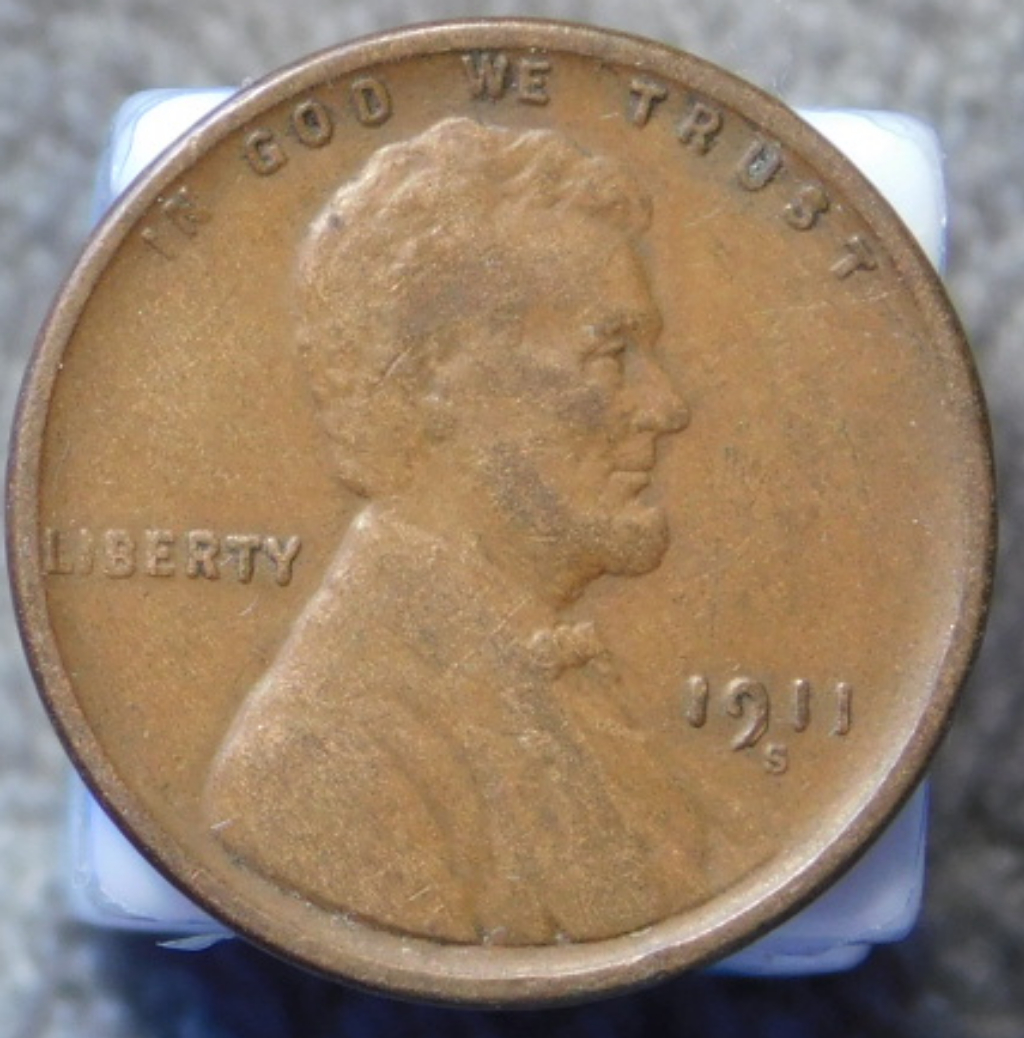 IN GOD WE TRUST
LIBERTY
1911
S